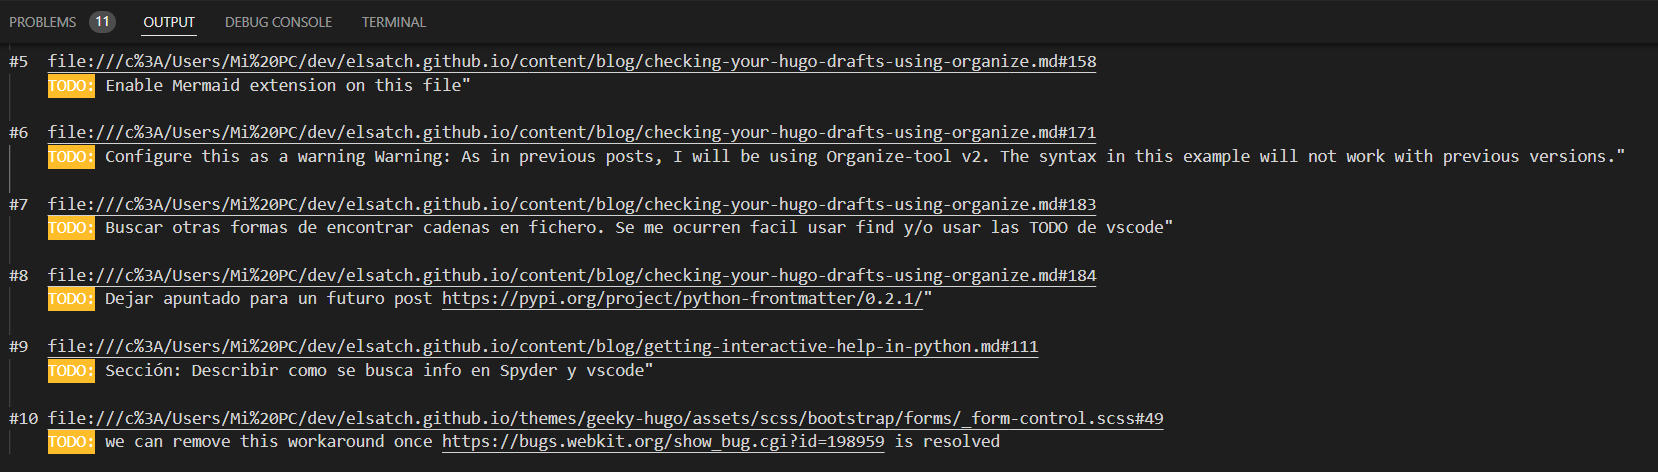 PROBLEMS 11 OUTPUT DEBUG CONSOLE TERMINAL
#5 file:///c%3A/Users/Mi%20PC/dev/elsatch.github.io/content/blog/checking-your-hugo-drafts-using-organize.md#158
TODO: Enable Mermaid extension on this file"
#6 file:///c%3A/Users/Mi%20PC/dev/elsatch.github.io/content/blog/checking-your-hugo-drafts-using-organize.md#171
TODO: Configure this as a warning Warning: As in previous posts, I will be using Organize-tool v2. The syntax in this example will not work with previous versions."
#7 file:///c%3A/Users/Mi%20PC/dev/elsatch.github.io/content/blog/checking-your-hugo-drafts-using-organize.md#183
TODO: Buscar otras formas de encontrar cadenas en fichero. Se me ocurren facil usar find y/o usar las TODO de vscode"
#8 file:///c%3A/Users/Mi%20PC/dev/elsatch.github.io/content/blog/checking-your-hugo-drafts-using-organize.md#184
TODO: Dejar apuntado para un futuro post https://pypi.org/project/python-frontmatter/0.2.1/"
#9 file:///c%3A/Users/Mi%20PC/dev/elsatch.github.io/content/blog/getting-interactive-help-in-python.md#111
TODO: Sección: Describir como se busca info en Spyder y vscode"
#10 file:///c%3A/Users/Mi%20PC/dev/elsatch.github.io/themes/geeky-hugo/assets/scss/bootstrap/forms/_form-control.scss#49
TODO: we can remove this workaround once https://bugs.webkit.org/show_bug.cgi?id=198959 is resolved